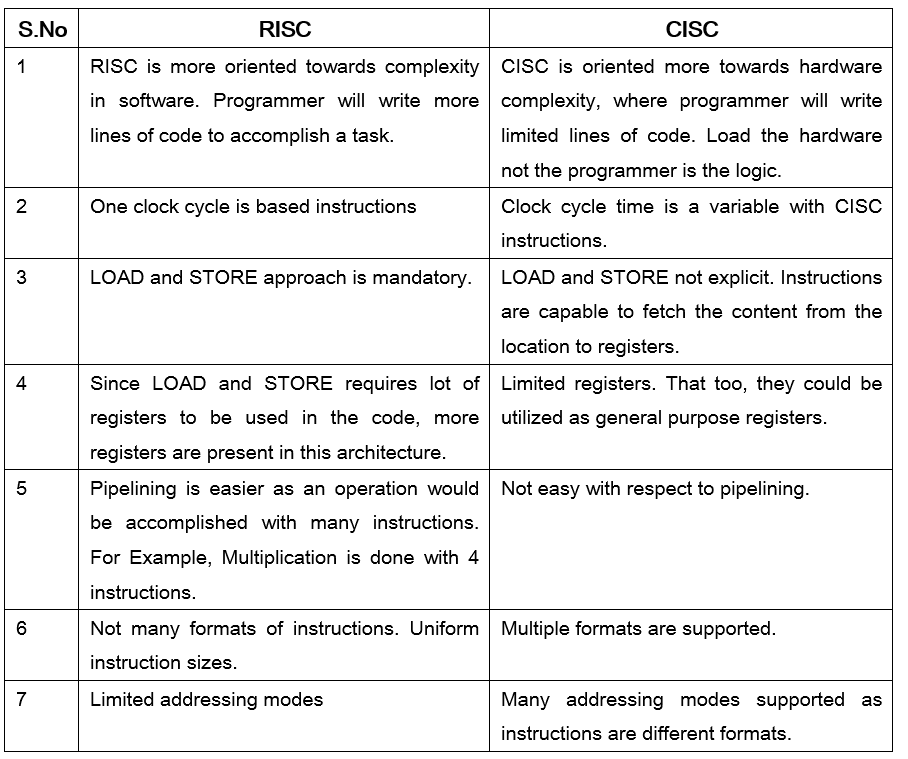 S.No RISC CISC
1
RISC is more oriented towards complexity
in software. Programmer will write more
lines of code to accomplish a task.
CISC is oriented more towards hardware
complexity, where programmer will write
limited lines of code. Load the hardware
not the programmer is the logic.
2
One clock cycle is based instructions
Clock cycle time is a variable with CISC
instructions.
3
LOAD and STORE approach is mandatory.
LOAD and STORE not explicit. Instructions
are capable to fetch the content from the
location to registers.
4
Since LOAD and STORE requires lot of
registers to be used in the code, more
registers are present in this architecture.
Limited registers. That too, they could be
utilized as general purpose registers.
5
Pipelining is easier as an operation would
be accomplished with many instructions.
For Example, Multiplication is done with 4
instructions.
Not easy with respect to pipelining.
6
Not many formats of instructions. Uniform
instruction sizes.
Multiple formats are supported.
7
Limited addressing modes
Many addressing modes supported as
instructions are different formats.